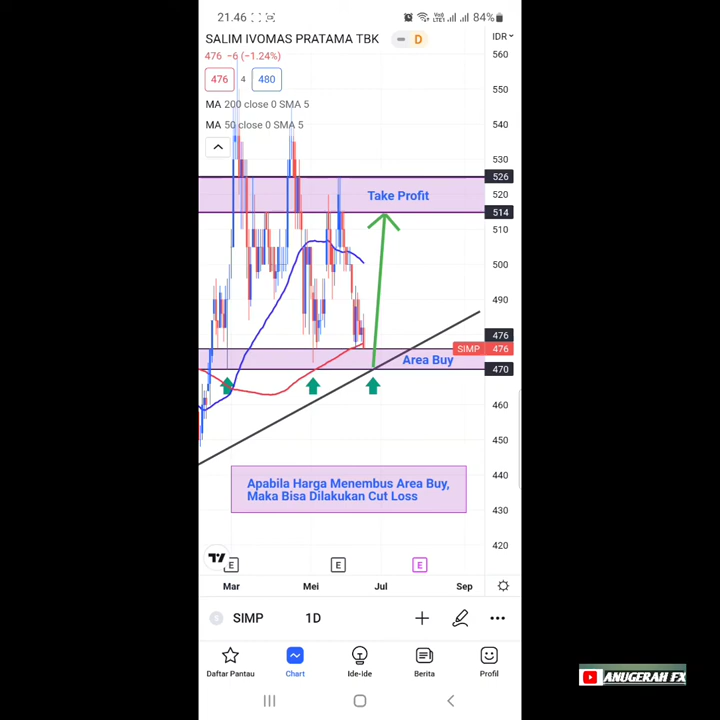 21.46
84%
SALIM IVOMAS PRATAMA TBK
D
IDR
476 −6 (−1.24%)
476 4 480
MA 200 close 0 SMA 5
MA 50 close 0 SMA 5
560
550
540
530
526
520
514
510
500
490
476
SIMP 476
470
460
450
440
430
420
Take Profit
Area Buy
Apabila Harga Menembus Area Buy,
Maka Bisa Dilakukan Cut Loss
E E E
Mar Mei Jul Sep
SIMP 1D
Daftar Pantau Chart Ide-Ide Berita Profil
ANUGERAH FX